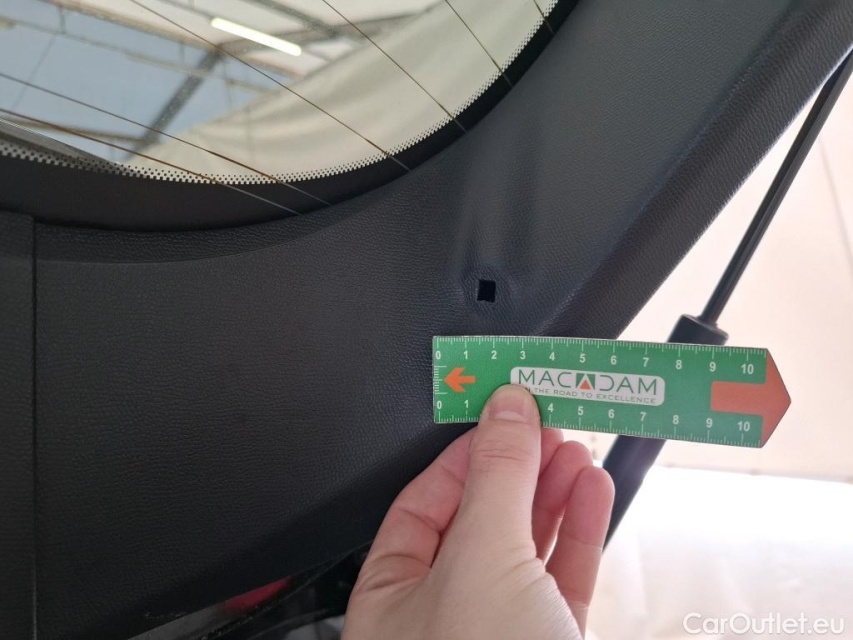 0 1 2 3 4 5 6 7 8 9 10
MACADAM
THE ROAD TO EXCELLENCE
0 1 4 5 6 7 8 9 10
CarOutlet.eu